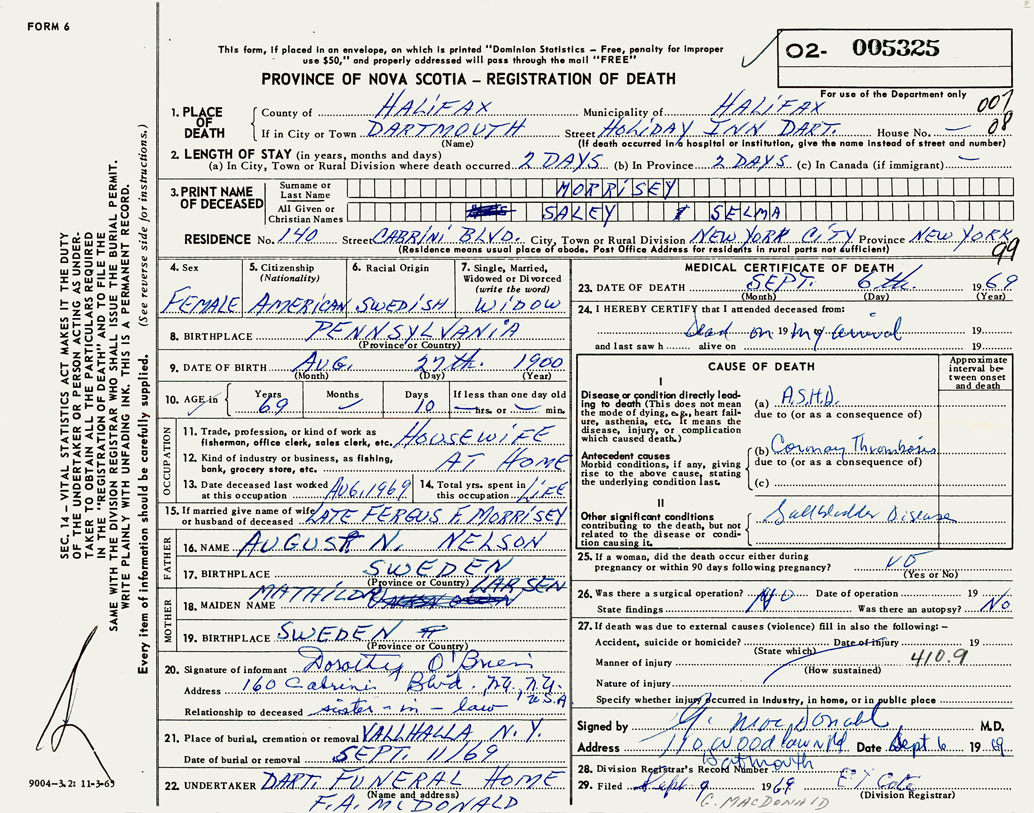 FORM 6
This form, if placed in an envelope, on which is printed "Dominion Statistics – Free, penalty for improper
use $50," and properly addressed will pass through the mail "FREE"
PROVINCE OF NOVA SCOTIA – REGISTRATION OF DEATH
O2- 005325
For use of the Department only
007
08
1. PLACE OF DEATH
County of HALIFAX Municipality of HALIFAX
If in City or Town DARTMOUTH Street HOLIDAY INN DART. House No. —
(Name) (If death occurred in a hospital or institution, give the name instead of street and number)
2. LENGTH OF STAY (in years, months and days)
(a) In City, Town or Rural Division where death occurred 2 DAYS (b) In Province 2 DAYS (c) In Canada (if immigrant) —
3. PRINT NAME OF DECEASED
Surname or Last Name MORRISEY
All Given or Christian Names SALEY SELMA
RESIDENCE No. 140 Street CABRINI BLVD. City, Town or Rural Division NEW YORK CITY Province NEW YORK
(Residence means usual place of abode. Post Office Address for residents in rural parts not sufficient)
99
4. Sex FEMALE
5. Citizenship (Nationality) AMERICAN
6. Racial Origin SWEDISH
7. Single, Married, Widowed or Divorced (write the word) WIDOW
8. BIRTHPLACE PENNSYLVANIA
(Province or Country)
9. DATE OF BIRTH AUG. 27th. 1900
(Month) (Day) (Year)
10. AGE in Years 69 Months — Days 10 If less than one day old — hrs. or — min.
OCCUPATION
11. Trade, profession, or kind of work as fisherman, office clerk, sales clerk, etc. HOUSEWIFE
12. Kind of industry or business, as fishing, bank, grocery store, etc. AT HOME
13. Date deceased last worked at this occupation AUG, 1969
14. Total yrs. spent in this occupation LIFE
15. If married give name of wife or husband of deceased LATE FERGUS F. MORRISEY
FATHER
16. NAME AUGUST N. NELSON
17. BIRTHPLACE SWEDEN
(Province or Country)
MOTHER
18. MAIDEN NAME MATHILDA LARSEN
19. BIRTHPLACE SWEDEN
(Province or Country)
20. Signature of informant Dorothy O'Brien
Address 160 Cabrini Blvd. N.Y., N.Y. U.S.A
Relationship to deceased sister-in-law
21. Place of burial, cremation or removal VALLHALLA N.Y.
Date of burial or removal SEPT. 11/69
22. UNDERTAKER DART. FUNERAL HOME
(Name and address)
F.A. McDONALD
MEDICAL CERTIFICATE OF DEATH
23. DATE OF DEATH SEPT. 6th. 1969
(Month) (Day) (Year)
24. I HEREBY CERTIFY that I attended deceased from:
Dead on 19 my arrival 19
and last saw h alive on 19
CAUSE OF DEATH
Approximate interval between onset and death
I
Disease or condition directly leading to death (This does not mean the mode of dying, e.g., heart failure, asthenia, etc. It means the disease, injury, or complication which caused death.)
(a) A.S.H.D.
due to (or as a consequence of)
Antecedent causes
Morbid conditions, if any, giving rise to the above cause, stating the underlying condition last.
(b) Coronary Thrombosis
due to (or as a consequence of)
(c)
II
Other significant conditions contributing to the death, but not related to the disease or condition causing it.
Gallbladder Disease
25. If a woman, did the death occur either during pregnancy or within 90 days following pregnancy? no
(Yes or No)
26. Was there a surgical operation? No Date of operation 19
State findings Was there an autopsy? No
27. If death was due to external causes (violence) fill in also the following: –
Accident, suicide or homicide? Date of injury 19
(State which)
Manner of injury 410.9
(How sustained)
Nature of injury
Specify whether injury occurred in Industry, in home, or in public place
Signed by G. MacDonald M.D.
Address 110 Woodlawn Rd Dartmouth Date Sept 6 1969
28. Division Registrar's Record Number
29. Filed Sept 9 1969
(Division Registrar)
G. MACDONALD
SEC. 14 – VITAL STATISTICS ACT MAKES IT THE DUTY
OF THE UNDERTAKER OR PERSON ACTING AS UNDER-
TAKER TO OBTAIN ALL THE PARTICULARS REQUIRED
IN THE "REGISTRATION OF DEATH" AND TO FILE THE
SAME WITH THE DIVISION REGISTRAR WHO SHALL ISSUE THE BURIAL PERMIT.
WRITE PLAINLY WITH UNFADING INK. THIS IS A PERMANENT RECORD.
Every item of information should be carefully supplied. (See reverse side for instructions.)
9004-3.2: 11-3-65